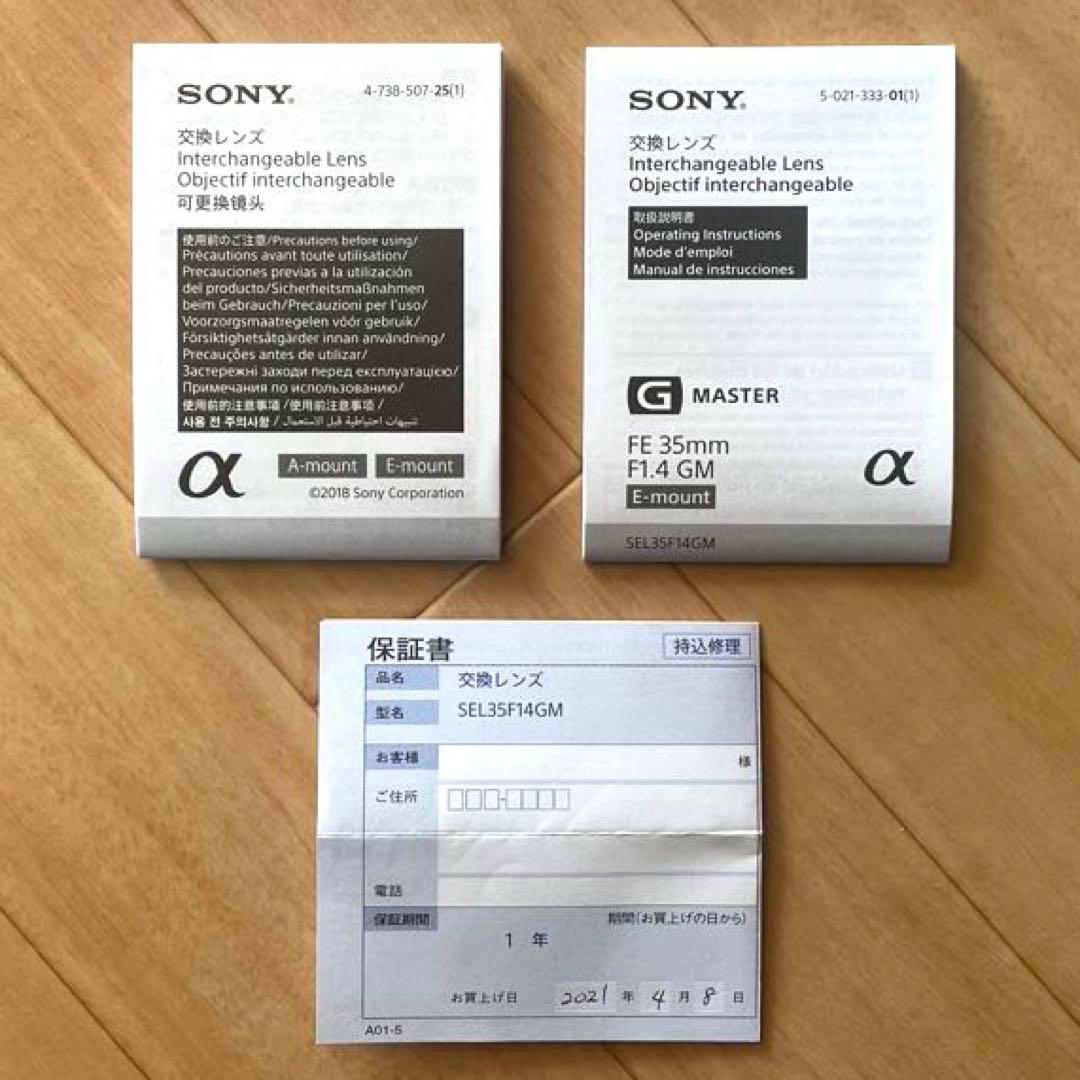 SONY®
4-738-507-25(1)
交換レンズ
Interchangeable Lens
Objectif interchangeable
可更换镜头
使用前のご注意/Precautions before using/
Précautions avant toute utilisation/
Precauciones previas a la utilización
del producto/Sicherheitsmaßnahmen
beim Gebrauch/Precauzioni per l'uso/
Voorzorgsmaatregelen vóór gebruik/
Försiktighetsåtgärder innan användning/
Precauções antes de utilizar/
Застережні заходи перед експлуатацією/
Примечания по использованию/
使用前的注意事项/使用前注意事項/
사용 전 주의사항/تنبيهات احتياطية قبل الاستعمال
α
A-mount
E-mount
©2018 Sony Corporation
SONY®
5-021-333-01(1)
交換レンズ
Interchangeable Lens
Objectif interchangeable
取扱説明書
Operating Instructions
Mode d'emploi
Manual de instrucciones
G MASTER
FE 35mm
F1.4 GM
E-mount
α
SEL35F14GM
保証書
持込修理
品名 交換レンズ
型名 SEL35F14GM
お客様 様
ご住所
電話
保証期間 期間(お買上げの日から)
1 年
お買上げ日 2021 年 4 月 8 日
A01-5